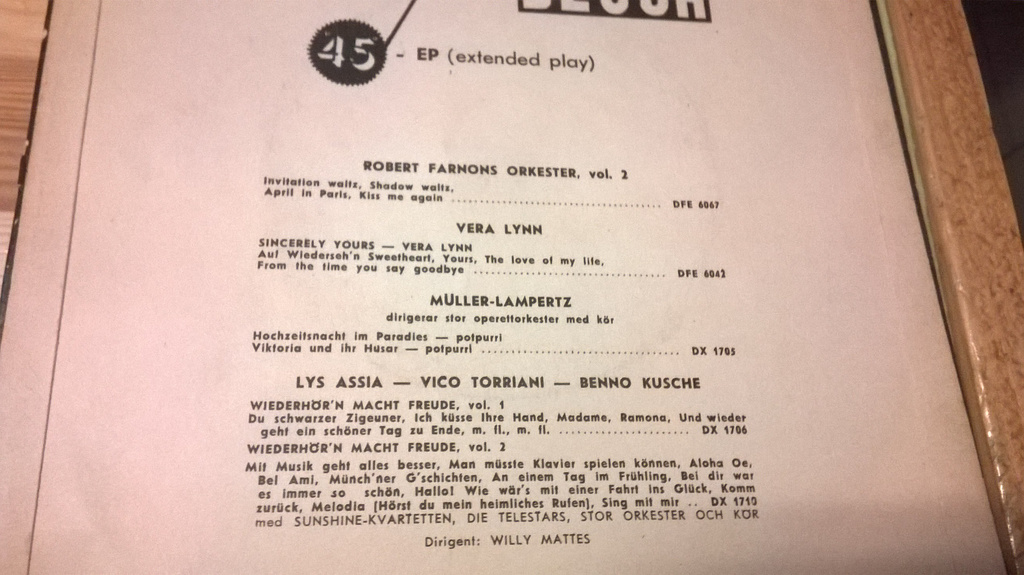 DECCA
45 - EP (extended play)
ROBERT FARNONS ORKESTER, vol. 2
Invitation waltz, Shadow waltz,
April in Paris, Kiss me again ........................................ DFE 6067
VERA LYNN
SINCERELY YOURS — VERA LYNN
Auf Wiederseh'n Sweetheart, Yours, The love of my life,
From the time you say goodbye .................................... DFE 6042
MÜLLER-LAMPERTZ
dirigerar stor operettorkester med kör
Hochzeitsnacht im Paradies — potpurri
Viktoria und ihr Husar — potpurri ..................................... DX 1705
LYS ASSIA — VICO TORRIANI — BENNO KUSCHE
WIEDERHÖR'N MACHT FREUDE, vol. 1
Du schwarzer Zigeuner, Ich küsse Ihre Hand, Madame, Ramona, Und wieder
geht ein schöner Tag zu Ende, m. fl., m. fl. ........................ DX 1706
WIEDERHÖR'N MACHT FREUDE, vol. 2
Mit Musik geht alles besser, Man müsste Klavier spielen können, Aloha Oe,
Bel Ami, Münch'ner G'schichten, An einem Tag im Frühling, Bei dir war
es immer so schön, Hallo! Wie wär's mit einer Fahrt ins Glück, Komm
zurück, Melodia (Hörst du mein heimliches Rufen), Sing mit mir .. DX 1710
med SUNSHINE-KVARTETTEN, DIE TELESTARS, STOR ORKESTER OCH KÖR
Dirigent: WILLY MATTES